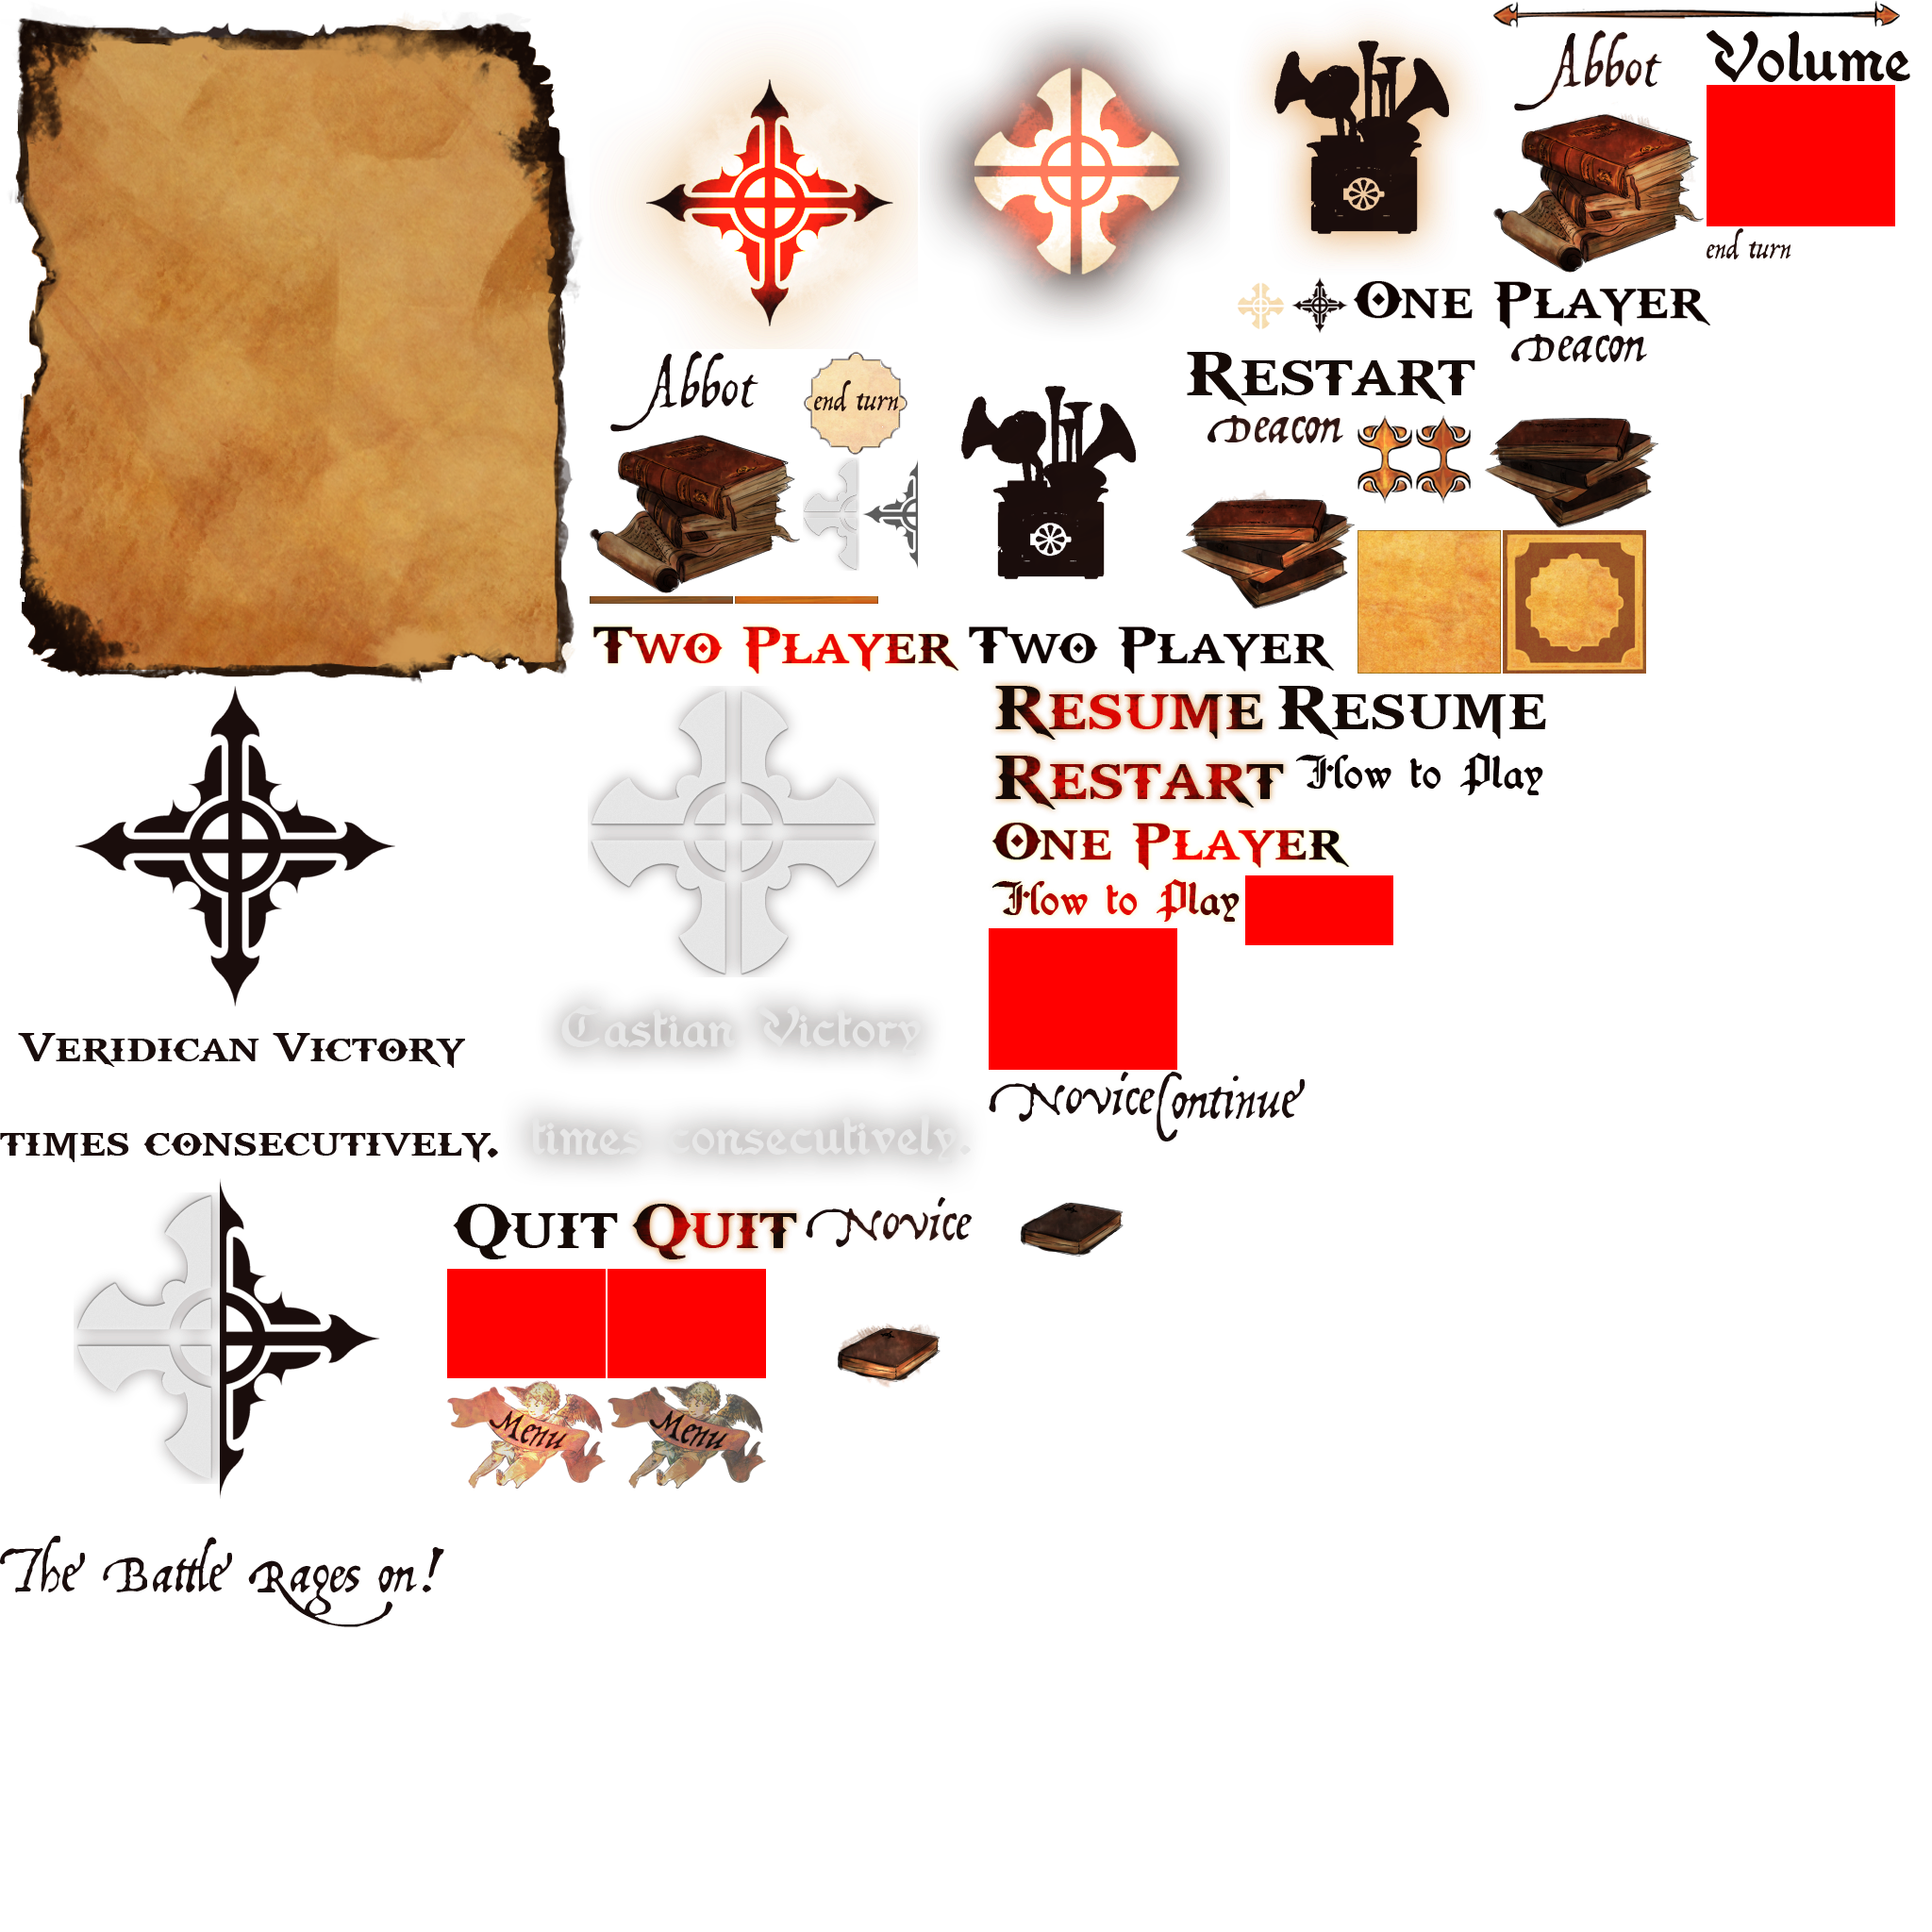 Abbot
Volume
end turn
One Player
Deacon
Restart
Abbot
end turn
Deacon
Two Player
Two Player
Resume
Resume
Restart
How to Play
One Player
How to Play
Castian Victory
Veridican Victory
Novice
Continue
times consecutively.
times consecutively.
Quit
Quit
Novice
Menu
Menu
The Battle Rages on!